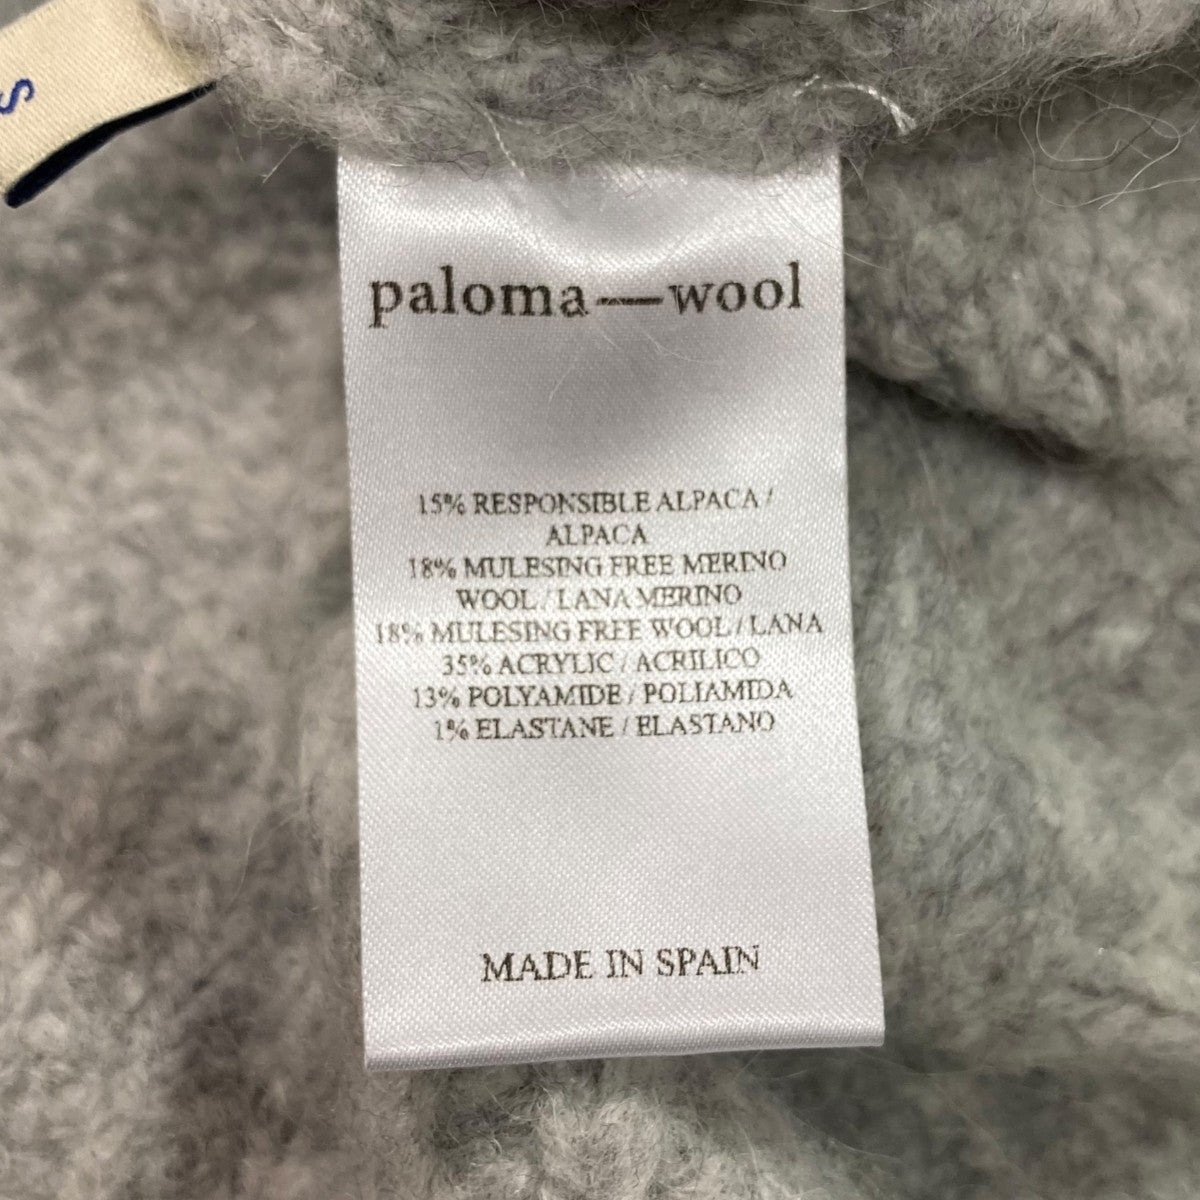 S
paloma—wool
15% RESPONSIBLE ALPACA /
ALPACA
18% MULESING FREE MERINO
WOOL / LANA MERINO
18% MULESING FREE WOOL / LANA
35% ACRYLIC / ACRILICO
13% POLYAMIDE / POLIAMIDA
1% ELASTANE / ELASTANO
MADE IN SPAIN